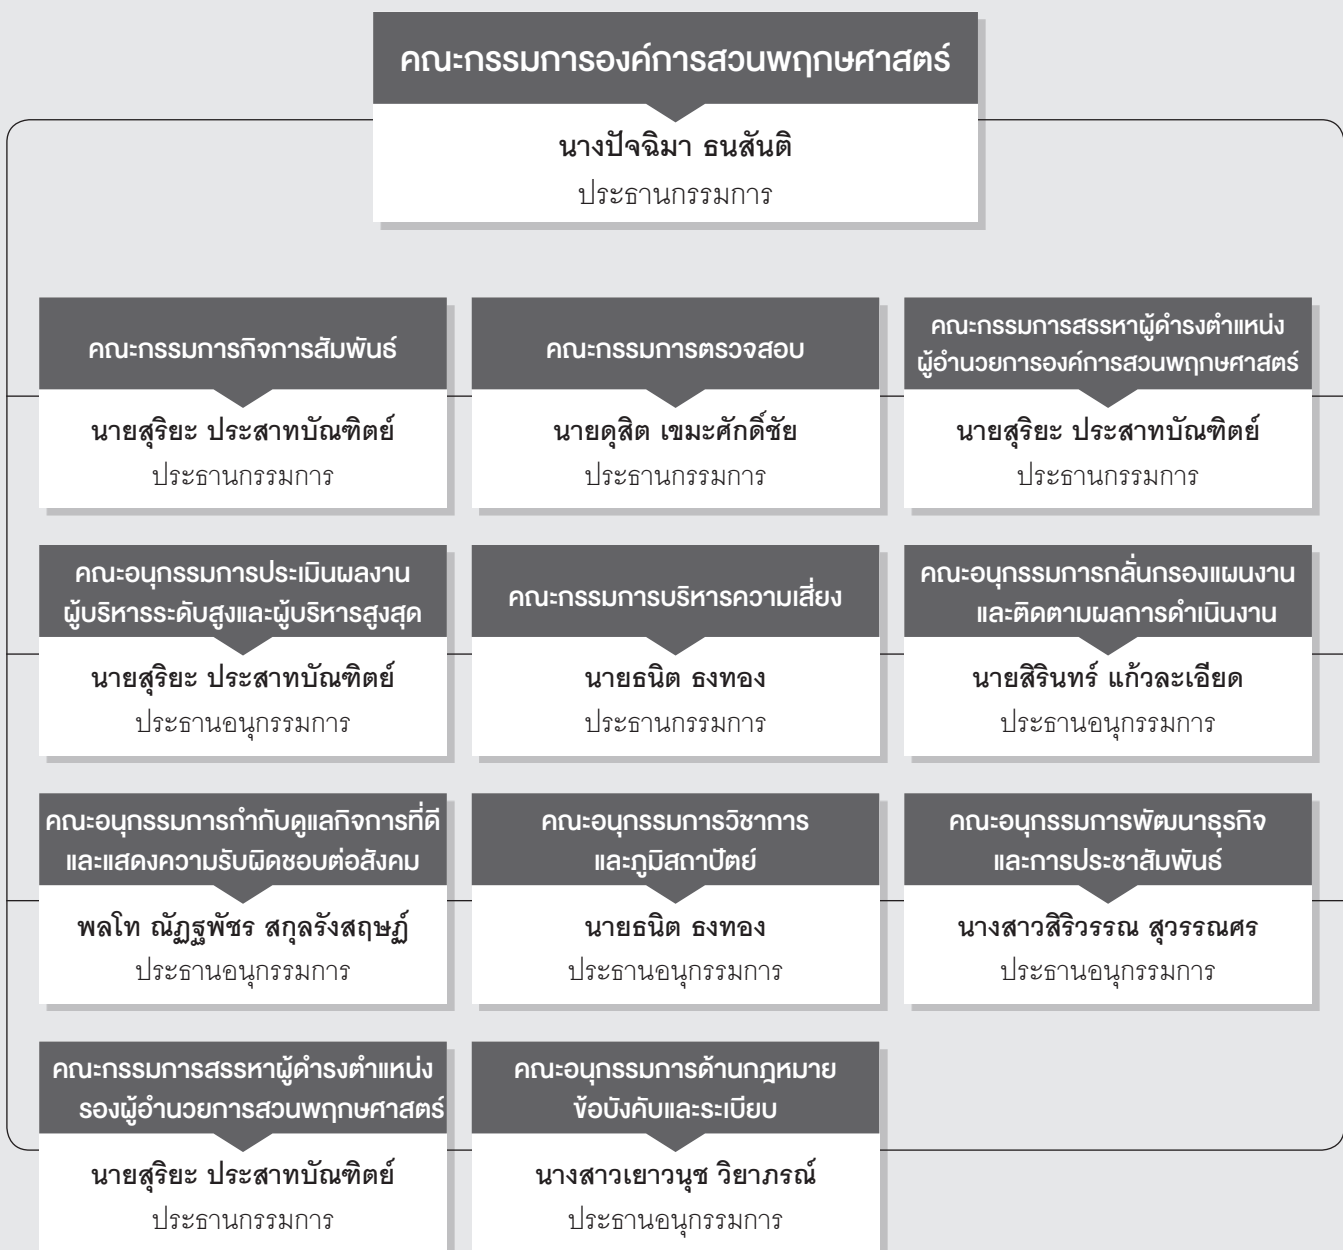 คณะกรรมการองค์การสวนพฤกษศาสตร์
นางปัจฉิมา ธนสันติ
ประธานกรรมการ
คณะกรรมการกิจการสัมพันธ์
นายสุริยะ ประสาทบัณฑิตย์
ประธานกรรมการ
คณะกรรมการตรวจสอบ
นายดุสิต เขมะศักดิ์ชัย
ประธานกรรมการ
คณะกรรมการสรรหาผู้ดำรงตำแหน่ง
ผู้อำนวยการองค์การสวนพฤกษศาสตร์
นายสุริยะ ประสาทบัณฑิตย์
ประธานกรรมการ
คณะอนุกรรมการประเมินผลงาน
ผู้บริหารระดับสูงและผู้บริหารสูงสุด
นายสุริยะ ประสาทบัณฑิตย์
ประธานอนุกรรมการ
คณะกรรมการบริหารความเสี่ยง
นายธนิต ธงทอง
ประธานกรรมการ
คณะอนุกรรมการกลั่นกรองแผนงาน
และติดตามผลการดำเนินงาน
นายสิรินทร์ แก้วละเอียด
ประธานอนุกรรมการ
คณะอนุกรรมการกำกับดูแลกิจการที่ดี
และแสดงความรับผิดชอบต่อสังคม
พลโท ณัฏฐพัชร สกุลรังสฤษฏ์
ประธานอนุกรรมการ
คณะอนุกรรมการวิชาการ
และภูมิสถาปัตย์
นายธนิต ธงทอง
ประธานอนุกรรมการ
คณะอนุกรรมการพัฒนาธุรกิจ
และการประชาสัมพันธ์
นางสาวสิริวรรณ สุวรรณศร
ประธานอนุกรรมการ
คณะกรรมการสรรหาผู้ดำรงตำแหน่ง
รองผู้อำนวยการสวนพฤกษศาสตร์
นายสุริยะ ประสาทบัณฑิตย์
ประธานกรรมการ
คณะอนุกรรมการด้านกฎหมาย
ข้อบังคับและระเบียบ
นางสาวเยาวนุช วิยาภรณ์
ประธานอนุกรรมการ